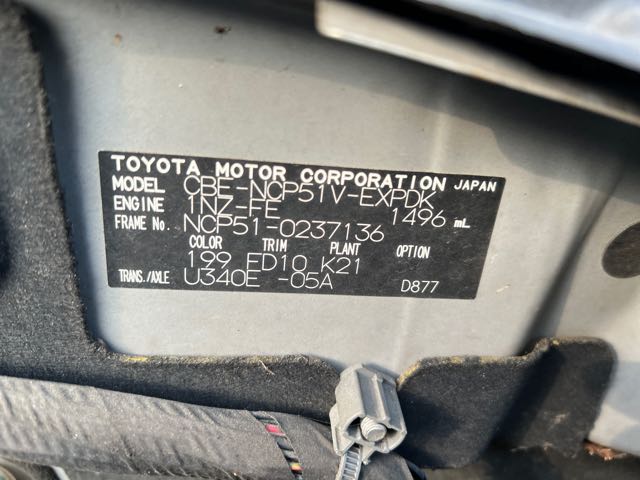 TOYOTA MOTOR CORPORATION JAPAN
MODEL CBE-NCP51V-EXPDK
ENGINE 1NZ-FE 1496 mL
FRAME No. NCP51-0237136
COLOR TRIM PLANT OPTION
199 ED10 K21
TRANS./AXLE U340E -05A D877